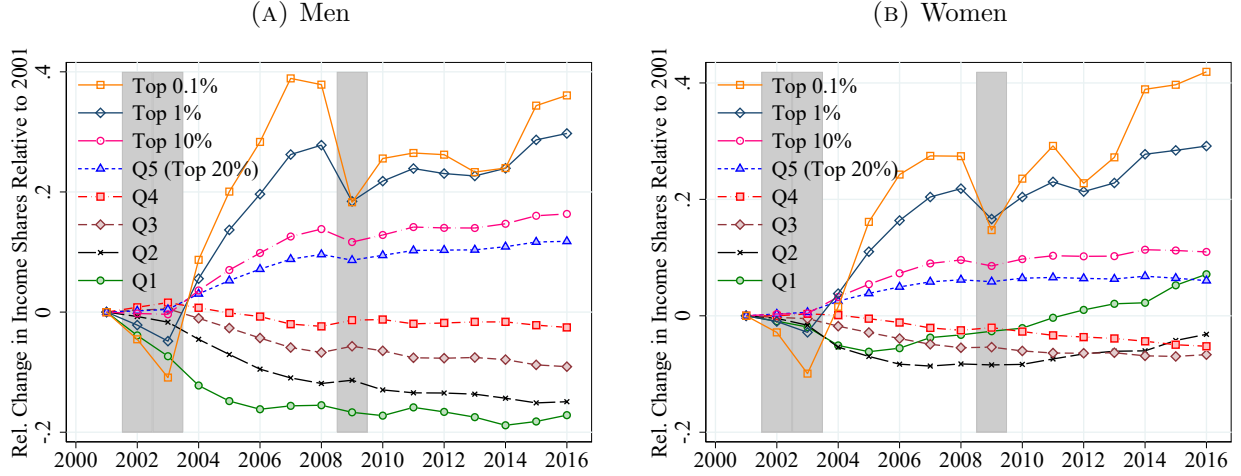 (A) Men
Rel. Change in Income Shares Relative to 2001
.4
.2
0
-.2
Top 0.1%
Top 1%
Top 10%
Q5 (Top 20%)
Q4
Q3
Q2
Q1
2000 2002 2004 2006 2008 2010 2012 2014 2016
(B) Women
Rel. Change in Income Shares Relative to 2001
.4
.2
0
-.2
Top 0.1%
Top 1%
Top 10%
Q5 (Top 20%)
Q4
Q3
Q2
Q1
2000 2002 2004 2006 2008 2010 2012 2014 2016